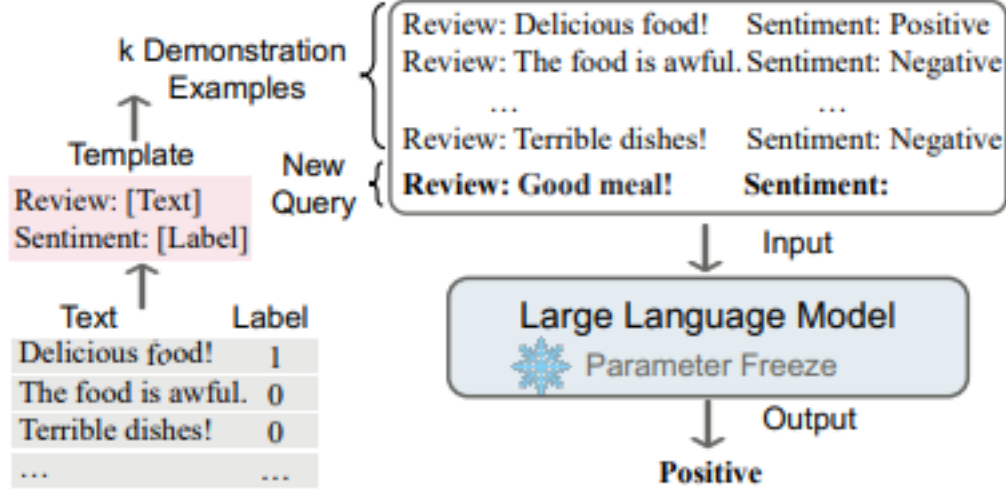 k Demonstration
Examples
Review: Delicious food! Sentiment: Positive
Review: The food is awful. Sentiment: Negative
... ...
Review: Terrible dishes! Sentiment: Negative
New
Query
Review: Good meal! Sentiment:
Template
Review: [Text]
Sentiment: [Label]
Text Label
Delicious food! 1
The food is awful. 0
Terrible dishes! 0
... ...
Input
Large Language Model
Parameter Freeze
Output
Positive